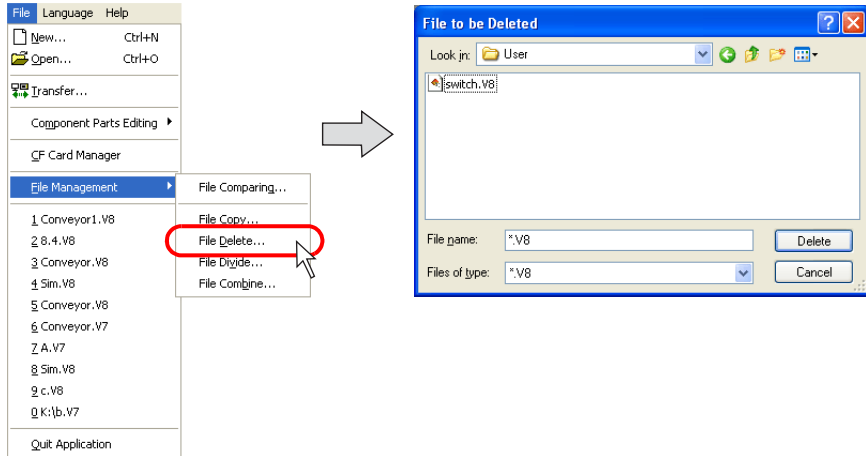 File Language Help
New... Ctrl+N
Open... Ctrl+O
Transfer...
Component Parts Editing
CF Card Manager
File Management
1 Conveyor1.V8
2 8.4.V8
3 Conveyor.V8
4 Sim.V8
5 Conveyor.V8
6 Conveyor.V7
7 A.V7
8 Sim.V8
9 c.V8
0 K:\b.V7
Quit Application
File Comparing...
File Copy...
File Delete...
File Divide...
File Combine...
File to be Deleted
Look in: User
switch.V8
File name: *.V8
Delete
Files of type: *.V8
Cancel